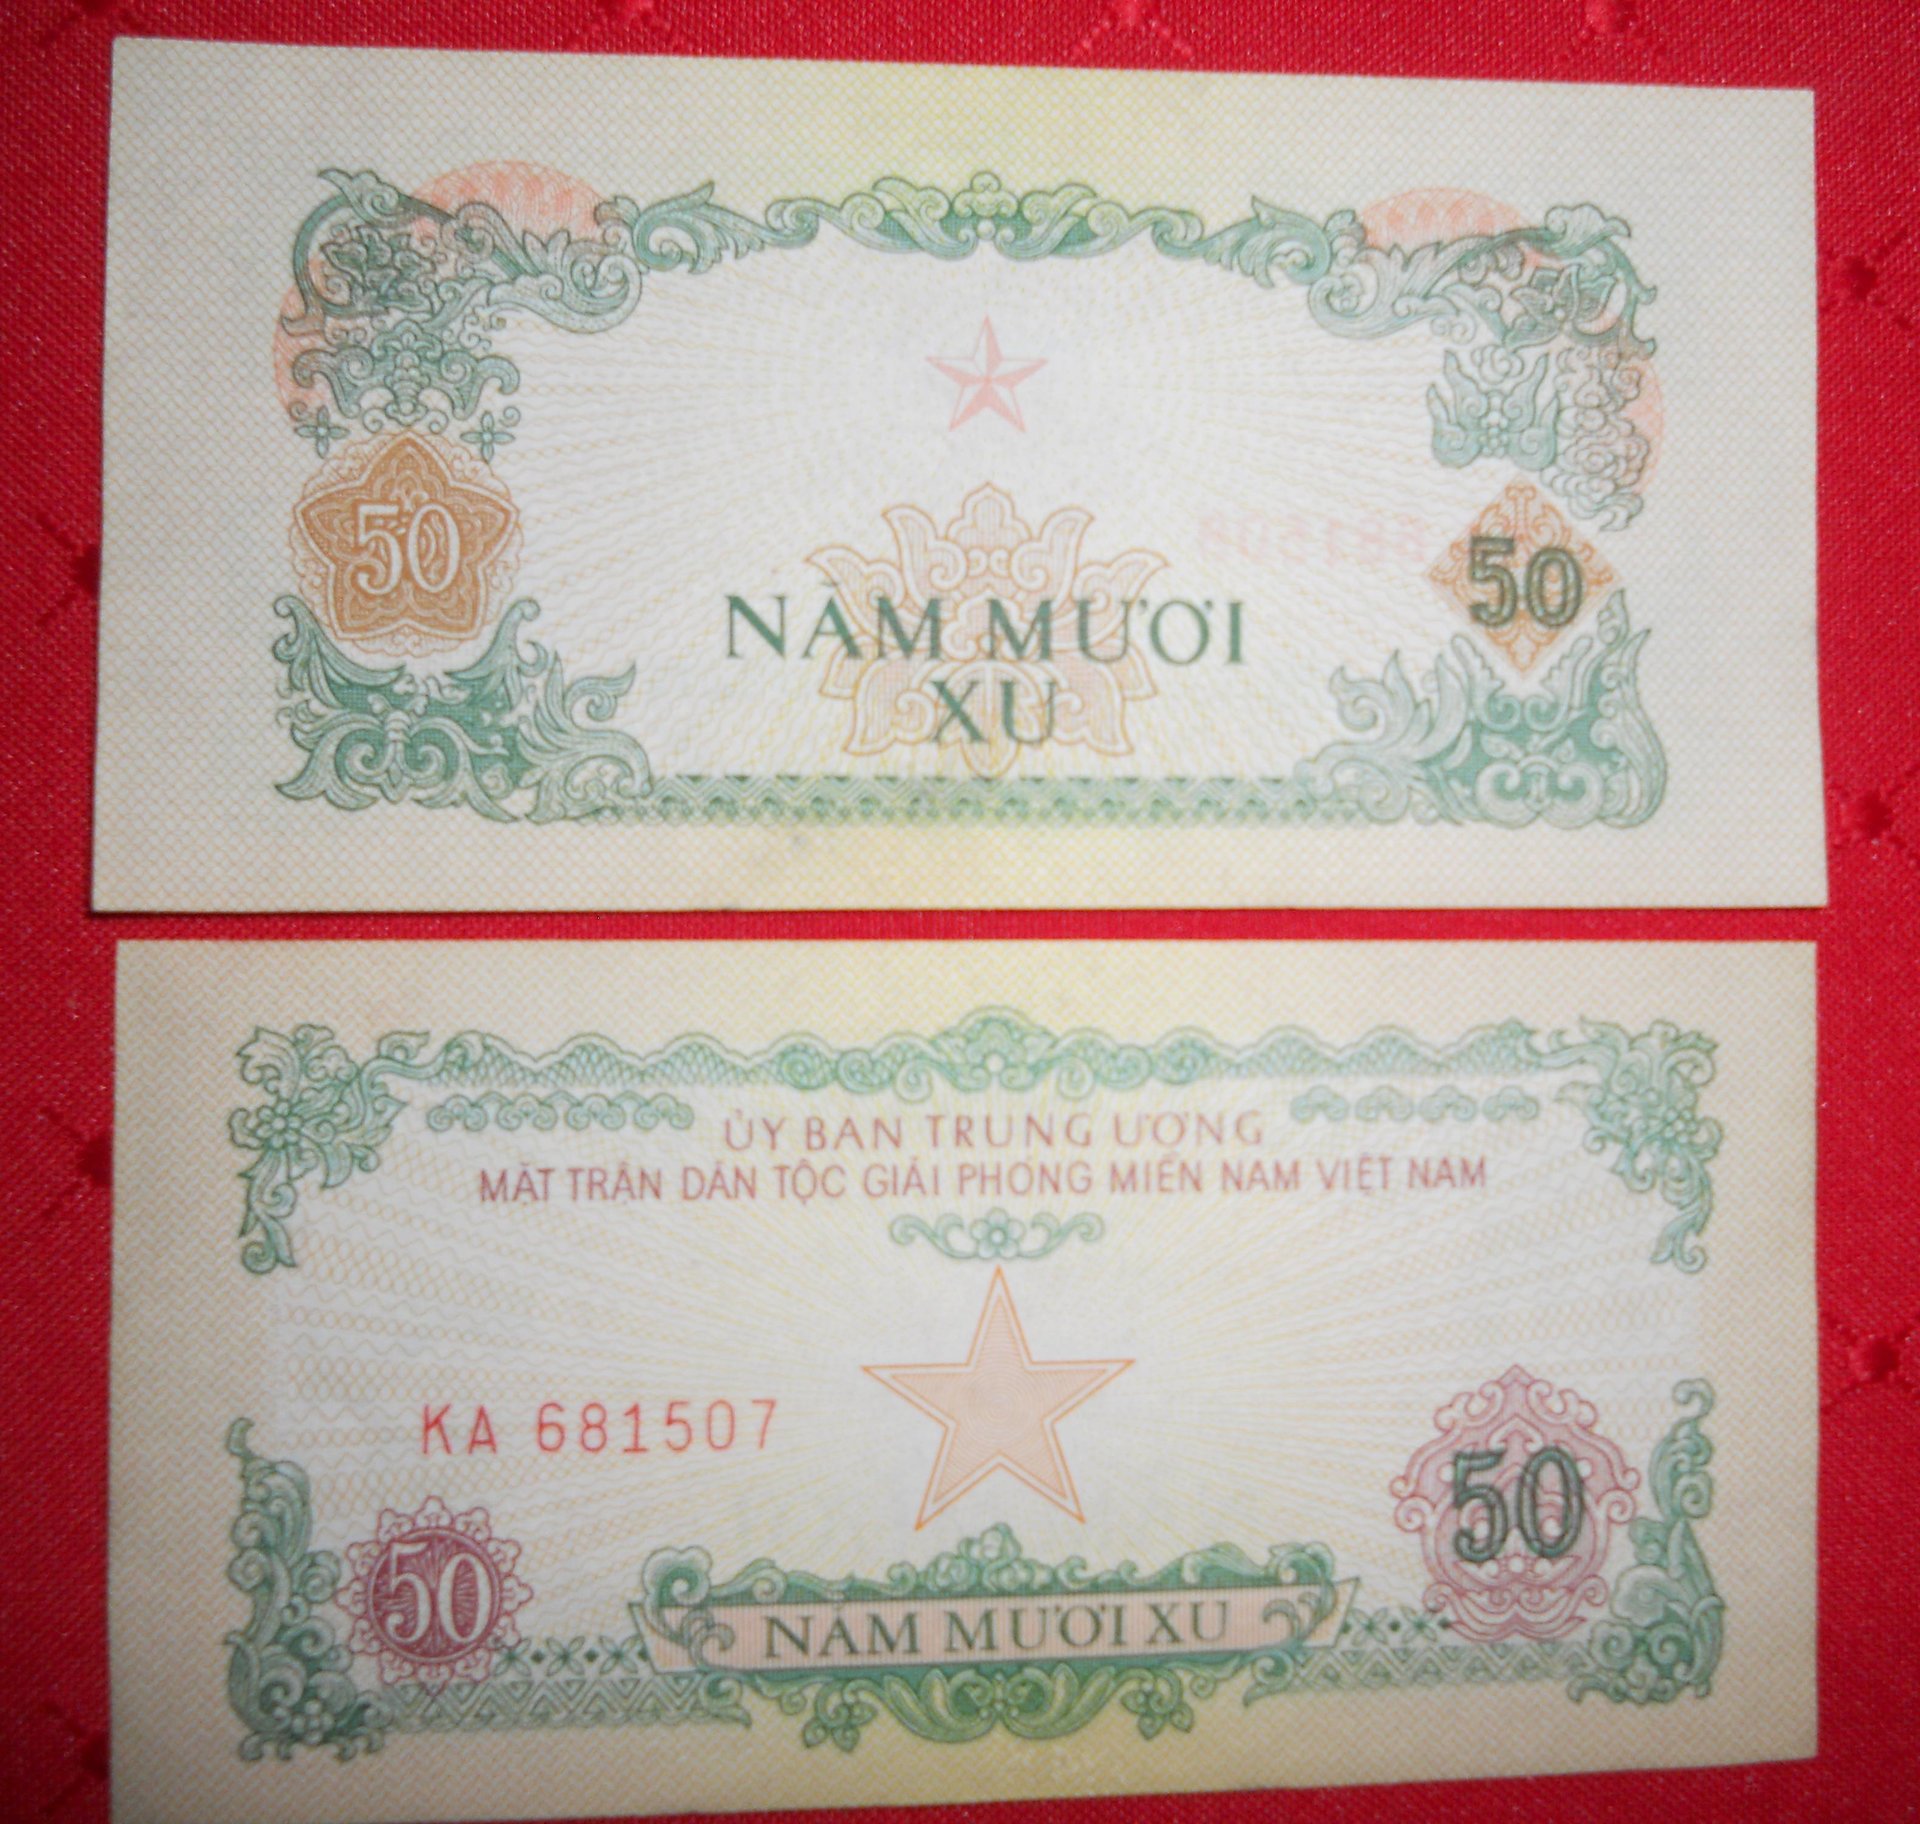 50
50
NĂM MƯƠI
XU
ỦY BAN TRUNG ƯƠNG
MẶT TRẬN DÂN TỘC GIẢI PHÓNG MIỀN NAM VIỆT NAM
KA 681507
50
50
NĂM MƯƠI XU